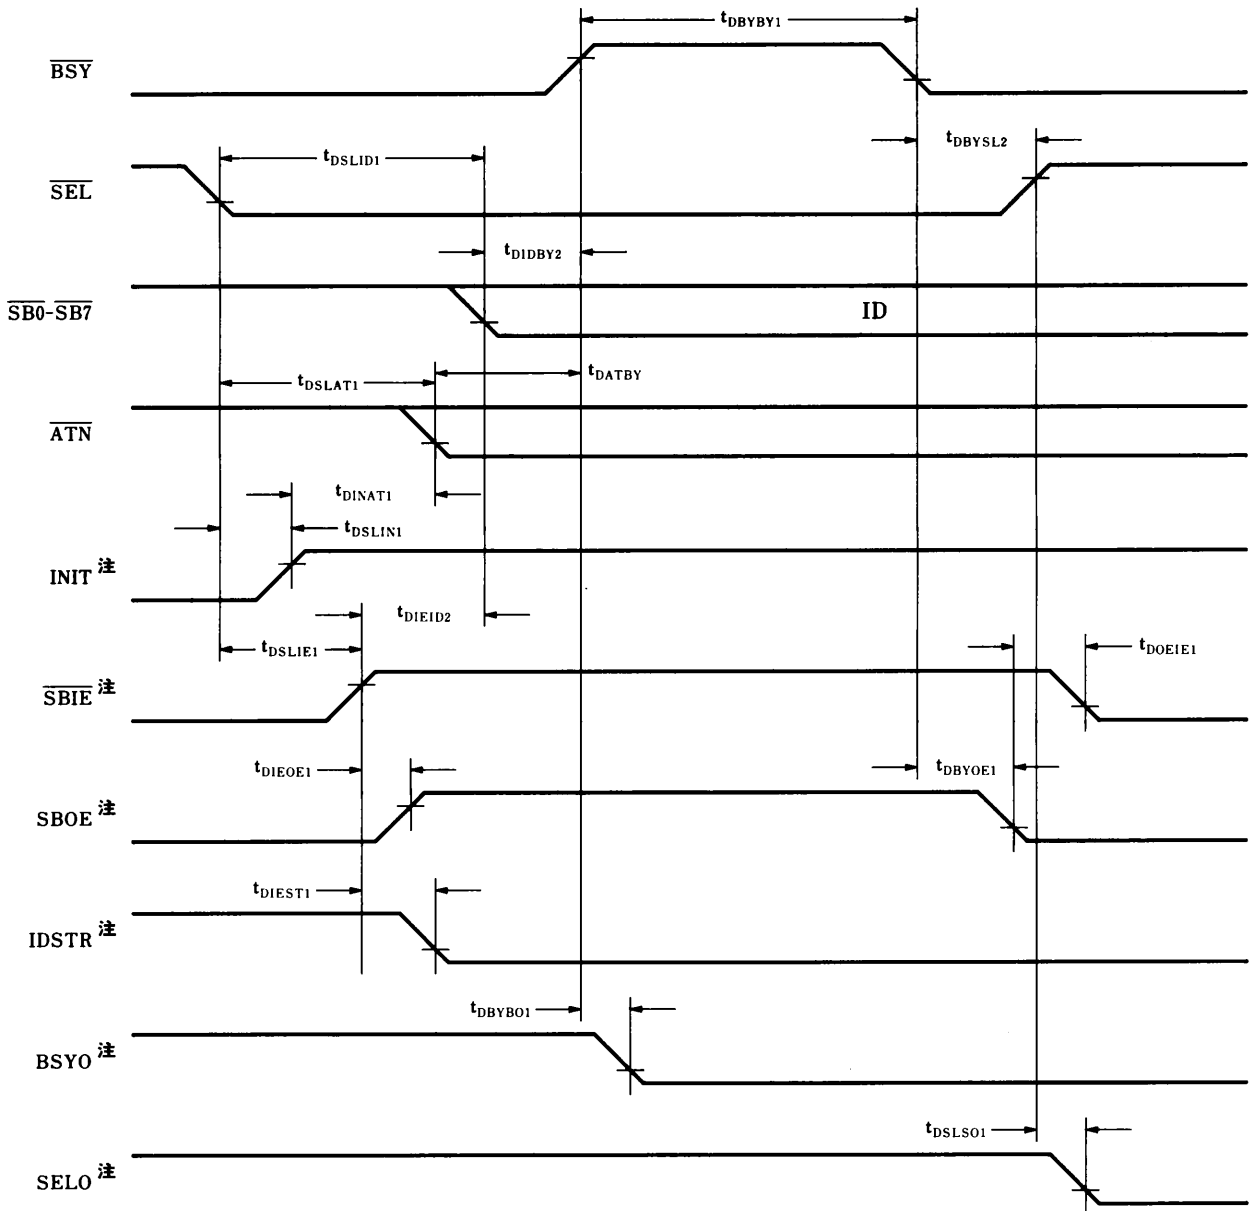 tDBYBY1
BSY
tDBYSL2
tDSLID1
SEL
tDIDBY2
SB0-SB7
ID
tDSLAT1
tDATBY
ATN
tDINAT1
tDSLIN1
INIT注
tDIEID2
tDSLIE1
tDOEIE1
SBIE注
tDIEOE1
tDBYOE1
SBOE注
tDIEST1
IDSTR注
tDBYBO1
BSYO注
tDSLSO1
SELO注